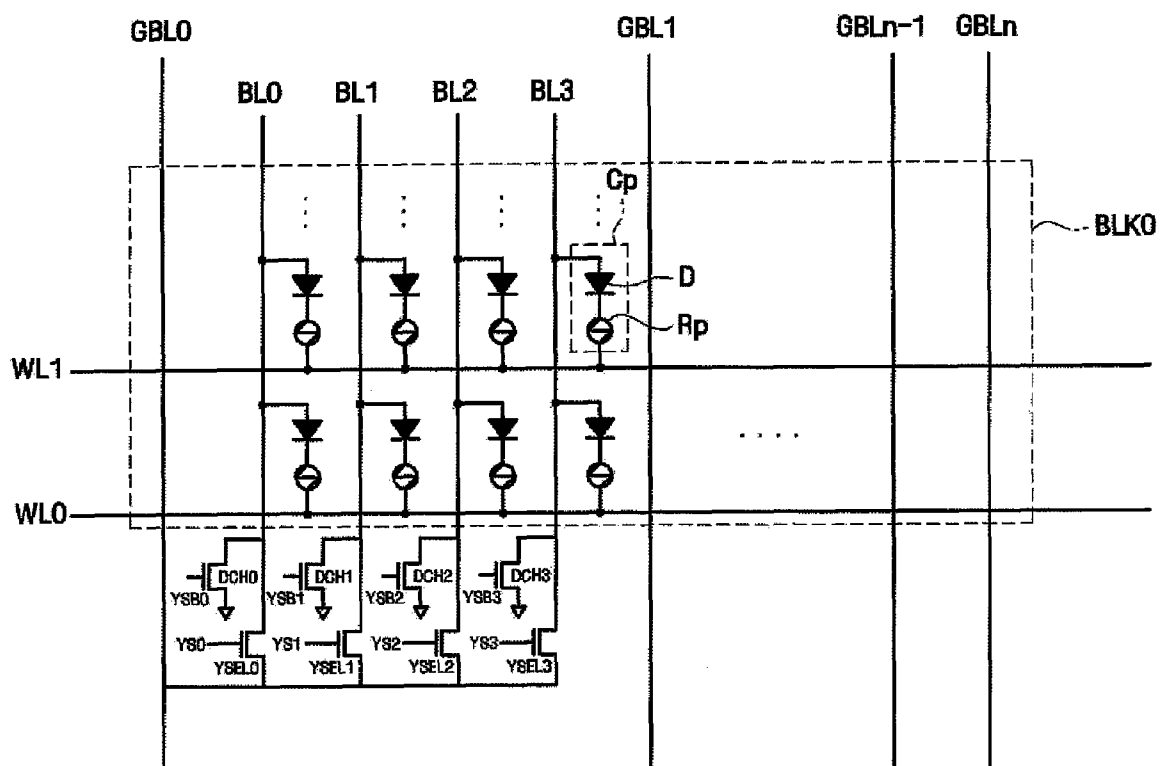 GBL0
GBL1
GBLn-1
GBLn
BL0
BL1
BL2
BL3
Cp
BLK0
D
Rp
WL1
WL0
DCH0
DCH1
DCH2
DCH3
YSB0
YSB1
YSB2
YSB3
YS0
YS1
YS2
YS3
YSEL0
YSEL1
YSEL2
YSEL3